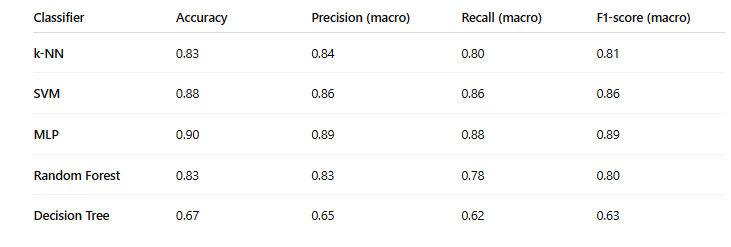 Classifier Accuracy Precision (macro) Recall (macro) F1-score (macro)
k-NN 0.83 0.84 0.80 0.81
SVM 0.88 0.86 0.86 0.86
MLP 0.90 0.89 0.88 0.89
Random Forest 0.83 0.83 0.78 0.80
Decision Tree 0.67 0.65 0.62 0.63